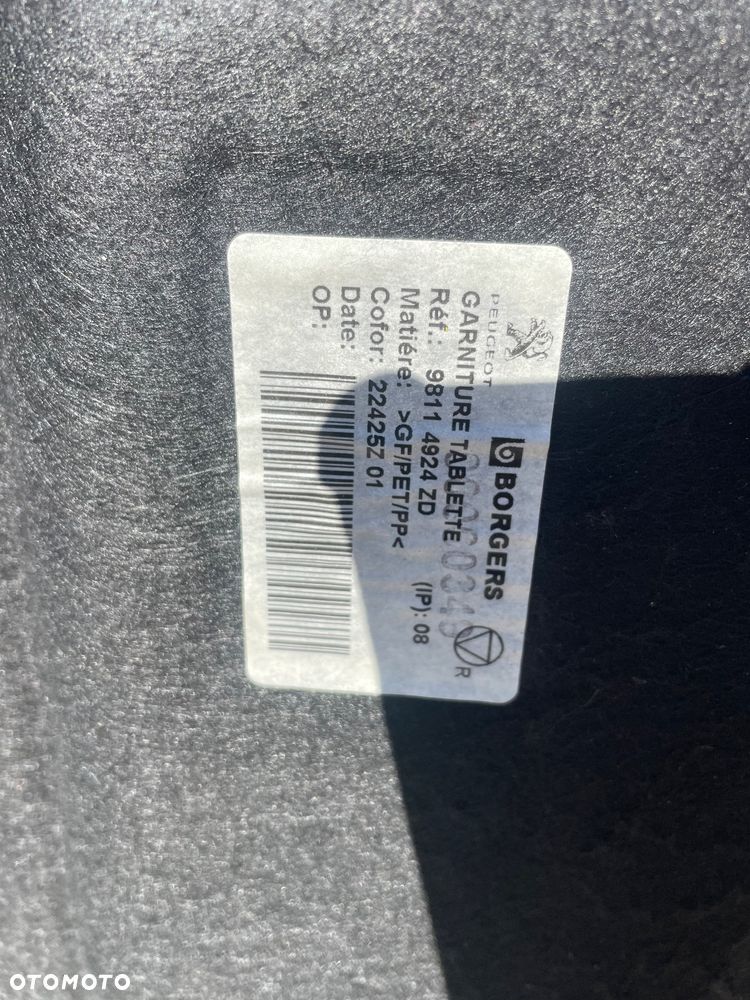 PEUGEOT
BORGERS
GARNITURE TABLETTE
Réf.: 9811 4924 ZD (IP): 08
Matiére: >GF/PET/PP<
Cofor: 22425Z 01
Date:
OP:
R
OTOMOTO